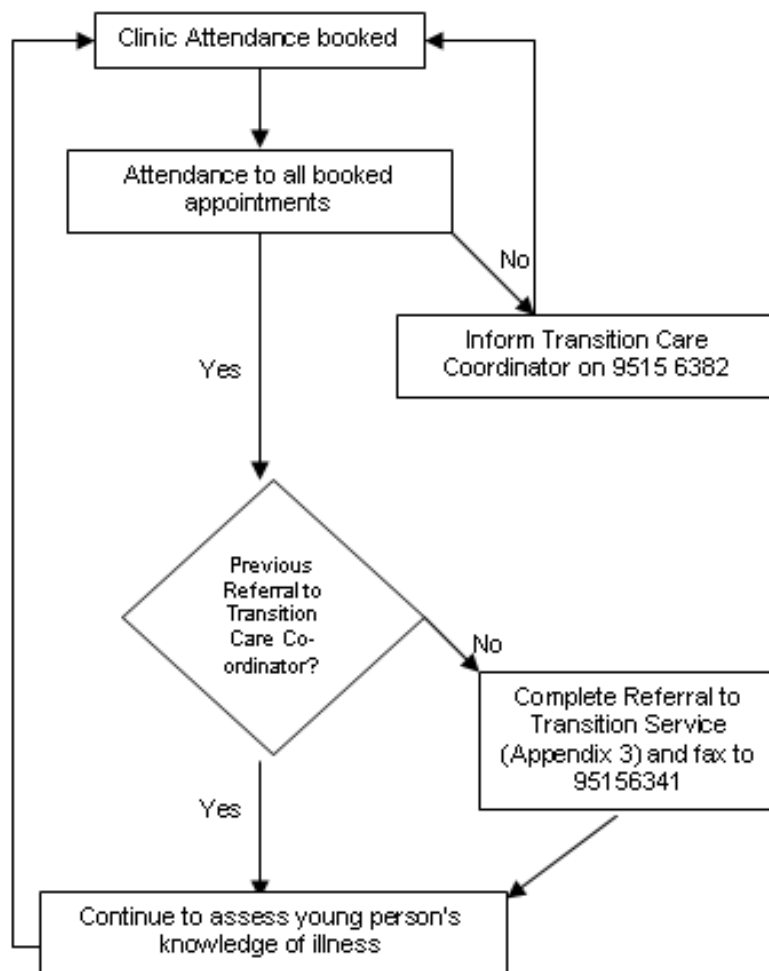 Clinic Attendance booked
Attendance to all booked
appointments
No
Inform Transition Care
Coordinator on 9515 6382
Yes
Previous
Referral to
Transition
Care Co-
ordinator?
No
Complete Referral to
Transition Service
(Appendix 3) and fax to
95156341
Yes
Continue to assess young person's
knowledge of illness